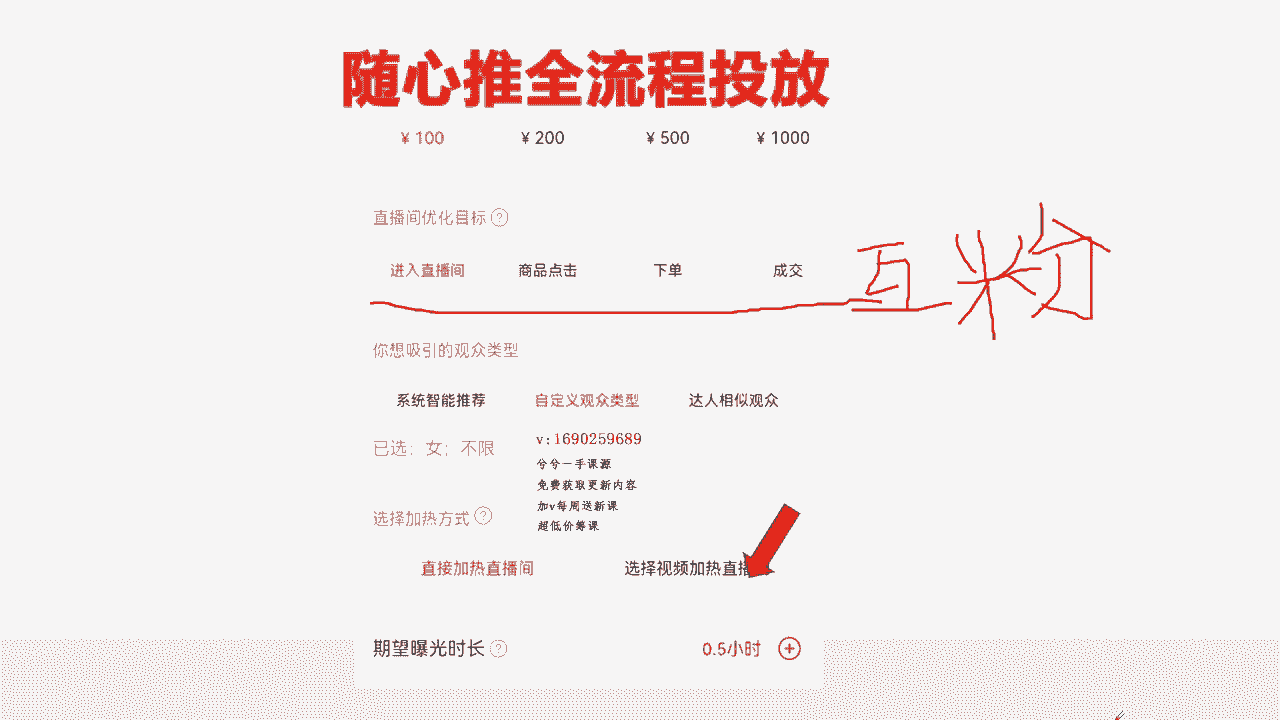 随心推全流程投放
¥ 100 ¥ 200 ¥ 500 ¥ 1000
直播间优化目标 ?
进入直播间 商品点击 下单 成交
互粉
你想吸引的观众类型
系统智能推荐 自定义观众类型 达人相似观众
v:1690259689
已选: 女; 不限
兮兮一手课源
免费获取更新内容
加v每周送新课
选择加热方式 ?
超低价筹课
直接加热直播间 选择视频加热直播
期望曝光时长 ? 0.5小时 +